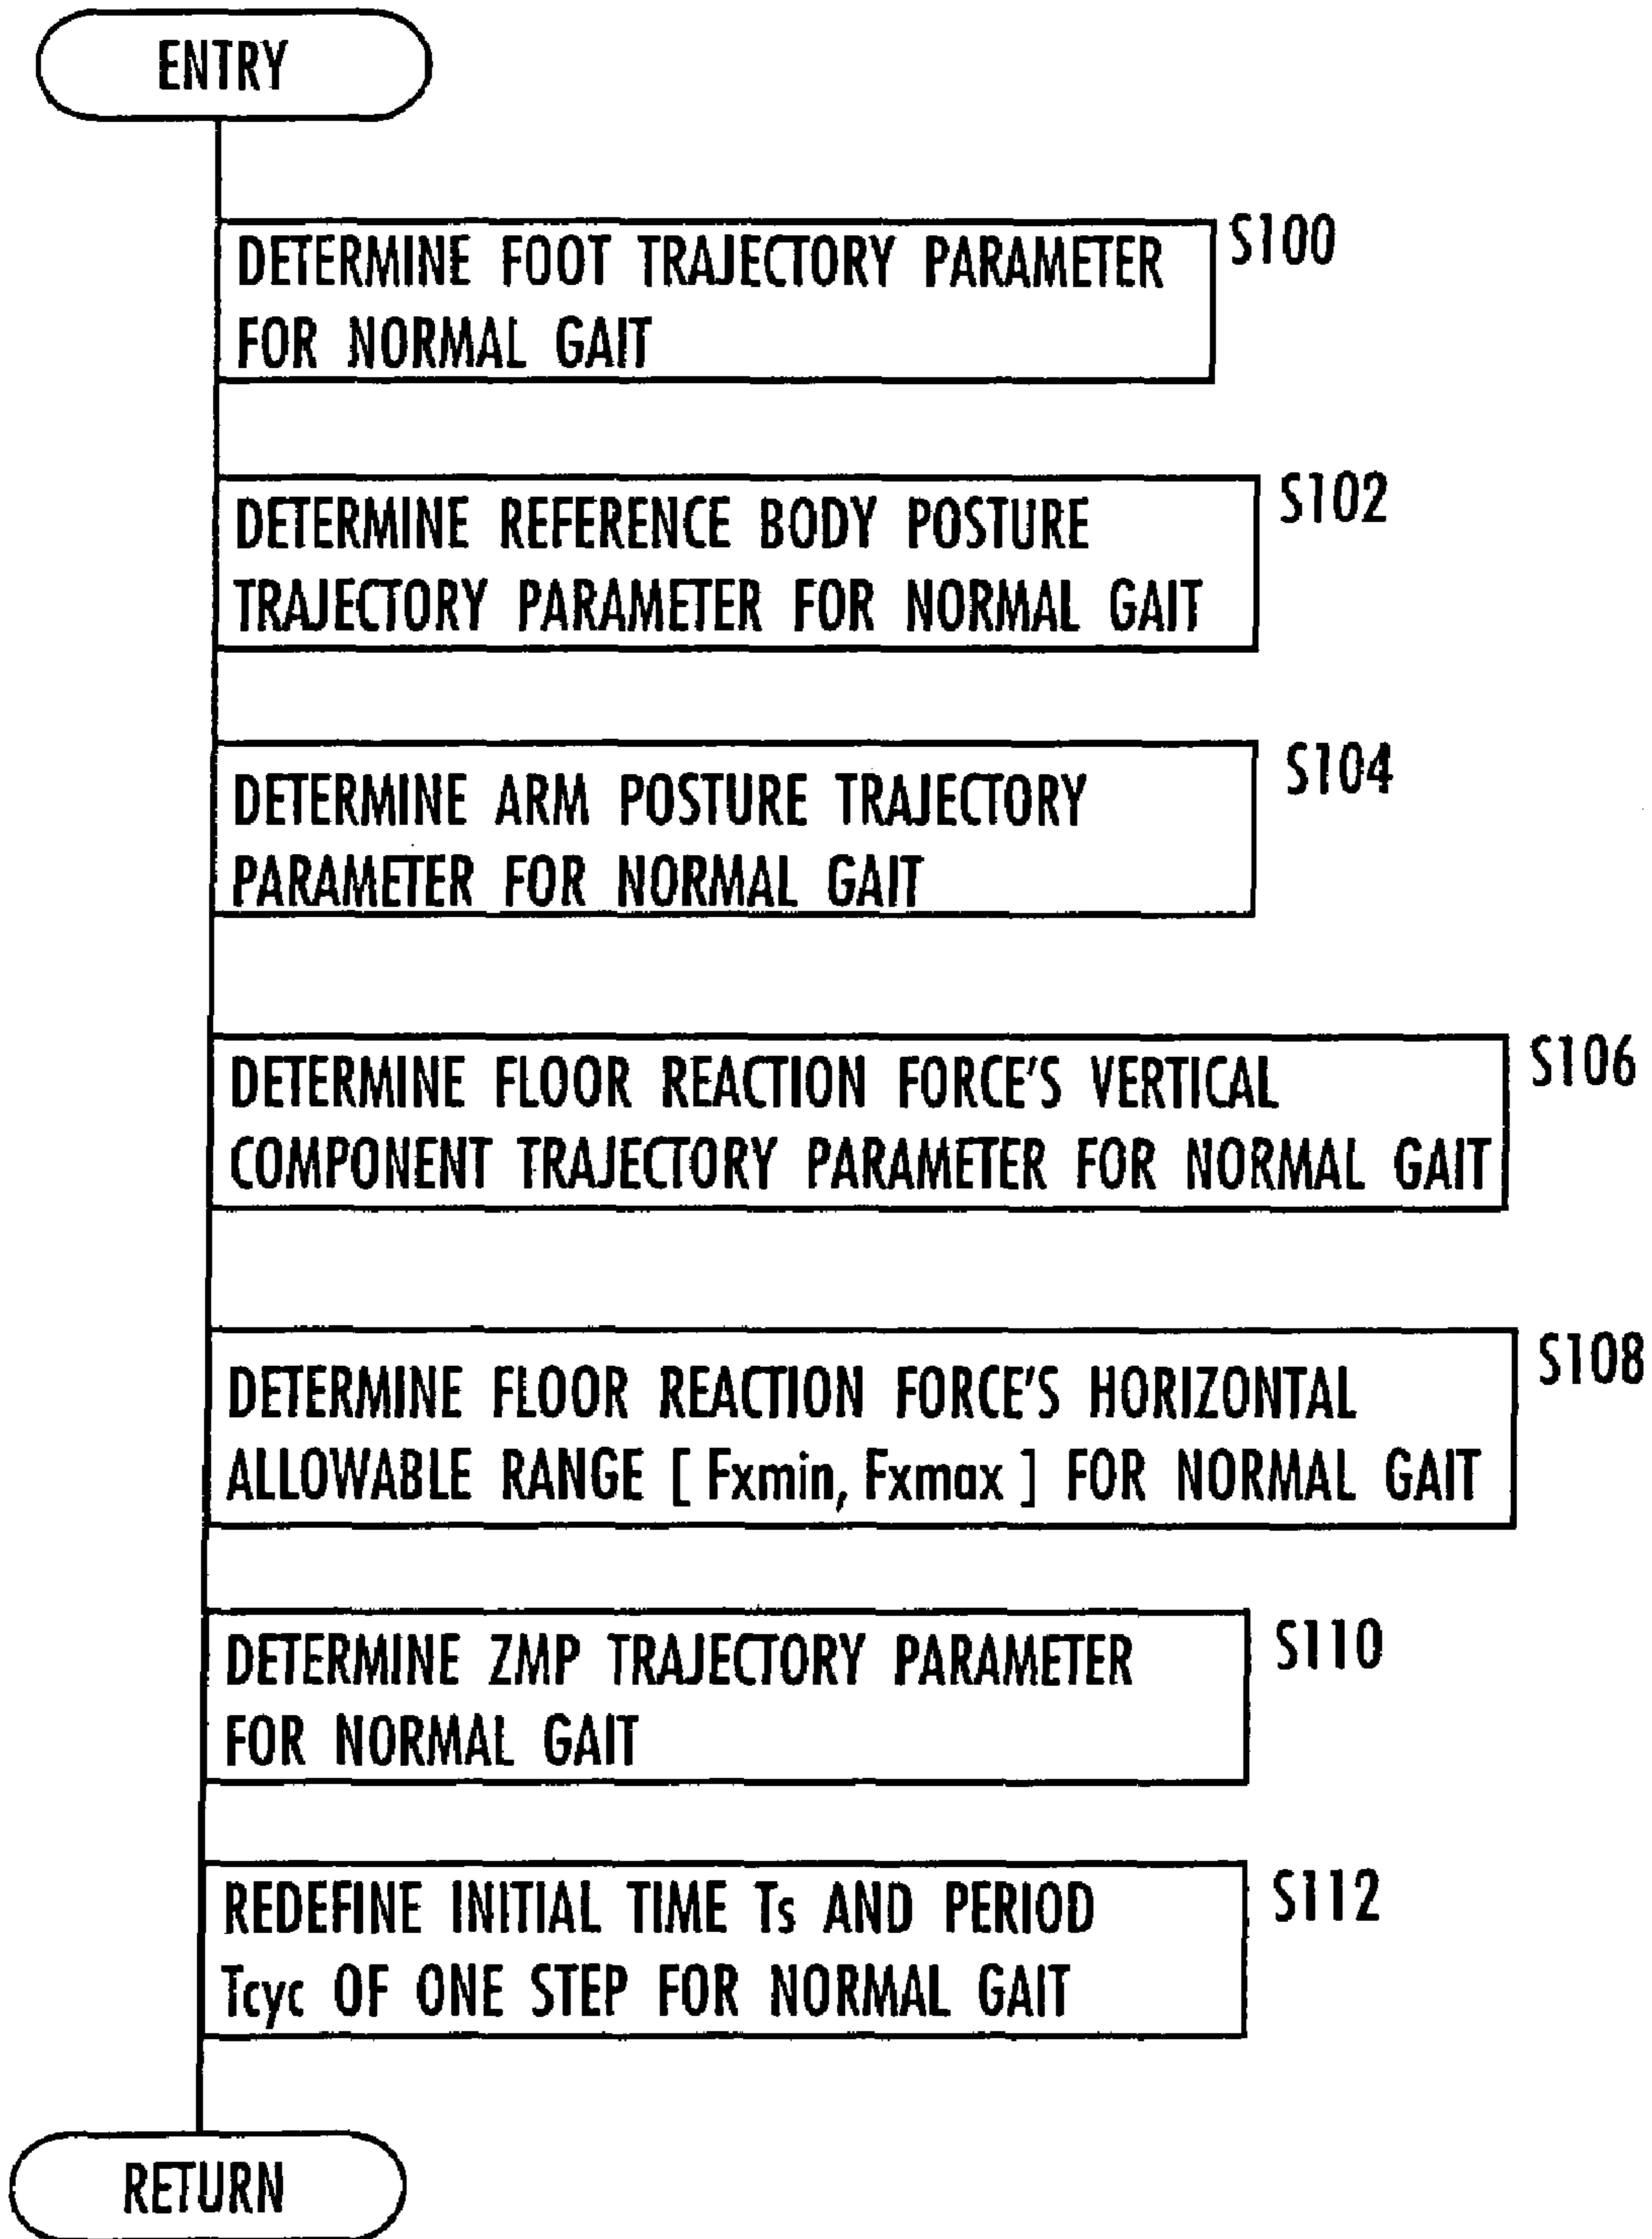 ENTRY
S100
DETERMINE FOOT TRAJECTORY PARAMETER
FOR NORMAL GAIT
S102
DETERMINE REFERENCE BODY POSTURE
TRAJECTORY PARAMETER FOR NORMAL GAIT
S104
DETERMINE ARM POSTURE TRAJECTORY
PARAMETER FOR NORMAL GAIT
S106
DETERMINE FLOOR REACTION FORCE'S VERTICAL
COMPONENT TRAJECTORY PARAMETER FOR NORMAL GAIT
S108
DETERMINE FLOOR REACTION FORCE'S HORIZONTAL
ALLOWABLE RANGE [ Fxmin, Fxmax ] FOR NORMAL GAIT
S110
DETERMINE ZMP TRAJECTORY PARAMETER
FOR NORMAL GAIT
S112
REDEFINE INITIAL TIME Ts AND PERIOD
Tcyc OF ONE STEP FOR NORMAL GAIT
RETURN